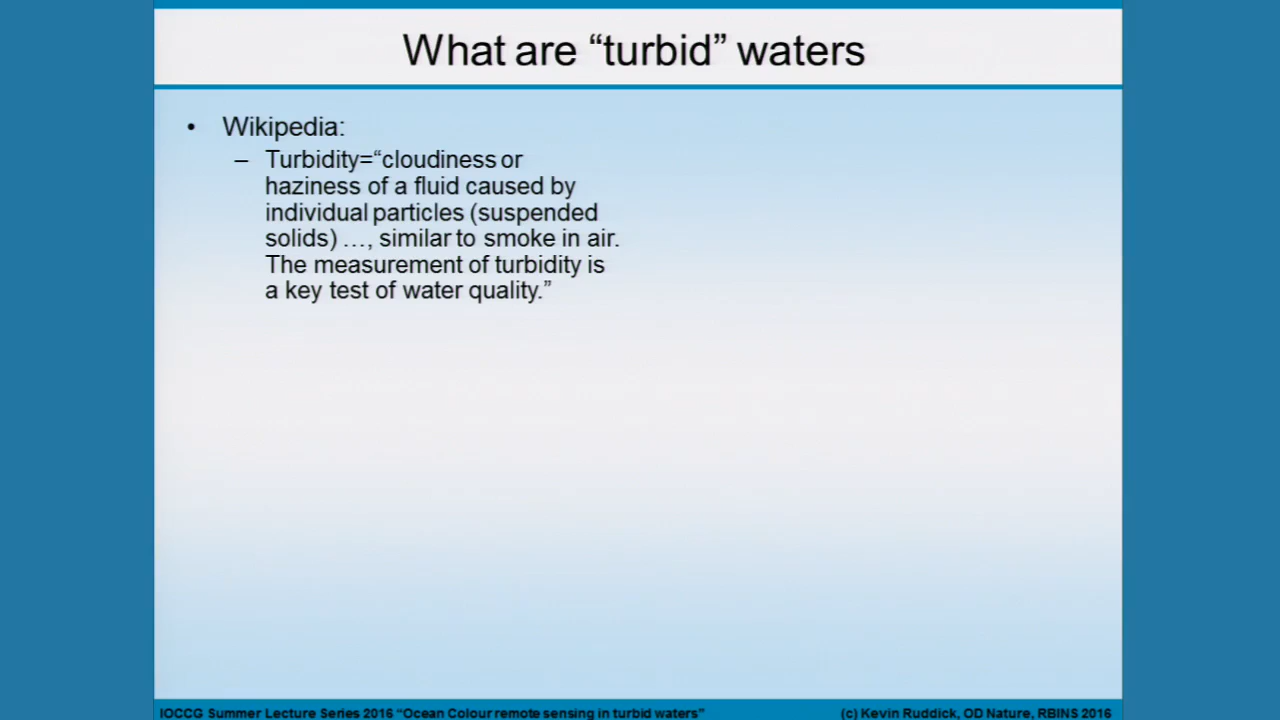 What are “turbid” waters
• Wikipedia:
– Turbidity=“cloudiness or
haziness of a fluid caused by
individual particles (suspended
solids) …, similar to smoke in air.
The measurement of turbidity is
a key test of water quality.”
IOCCG Summer Lecture Series 2016 “Ocean Colour remote sensing in turbid waters”
(c) Kevin Ruddick, OD Nature, RBINS 2016